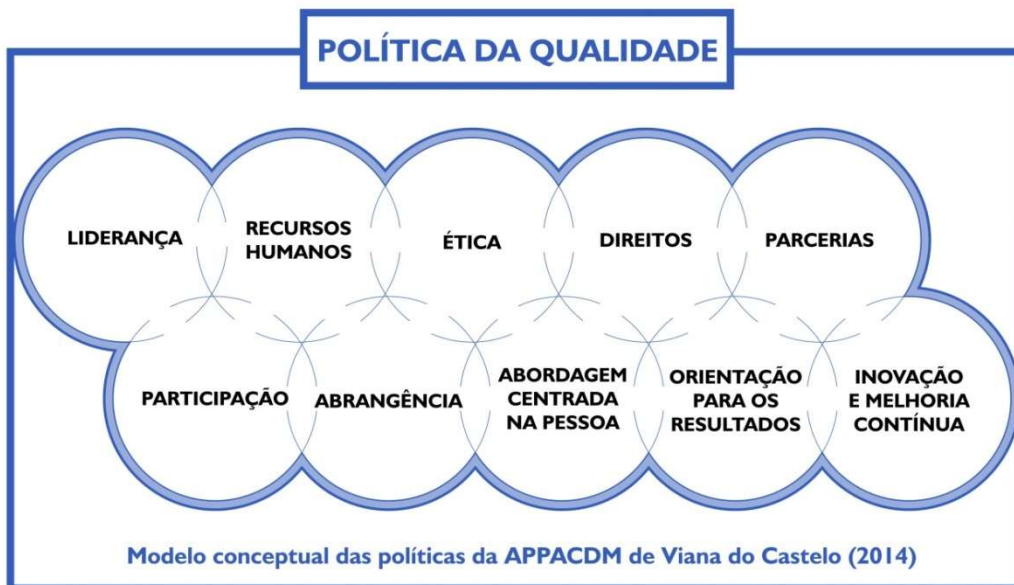 POLÍTICA DA QUALIDADE
LIDERANÇA
RECURSOS
HUMANOS
ÉTICA
DIREITOS
PARCERIAS
PARTICIPAÇÃO
ABRANGÊNCIA
ABORDAGEM
CENTRADA
NA PESSOA
ORIENTAÇÃO
PARA OS
RESULTADOS
INOVAÇÃO
E MELHORIA
CONTÍNUA
Modelo conceptual das políticas da APPACDM de Viana do Castelo (2014)